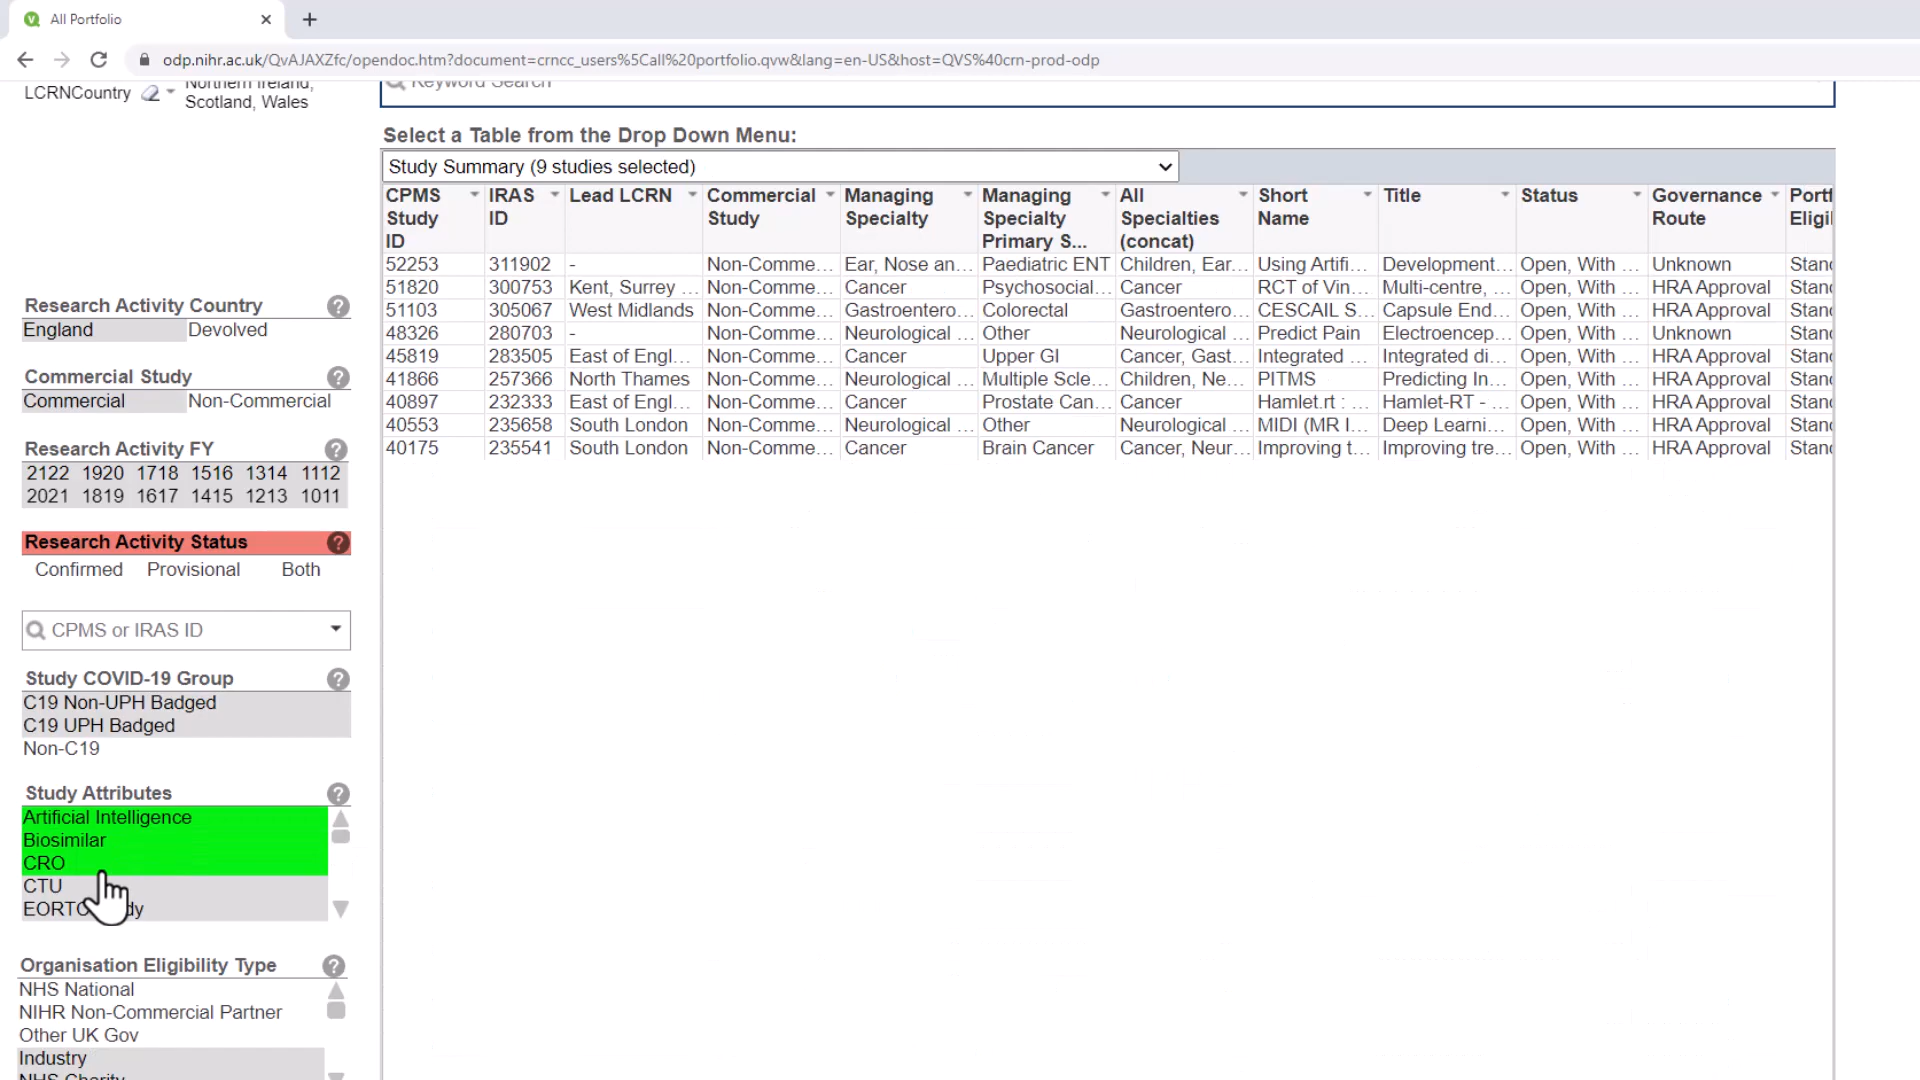 All Portfolio
odp.nihr.ac.uk/QvAJAXZfc/opendoc.htm?document=crncc_users%5Call%20portfolio.qvw&lang=en-US&host=QVS%40crn-prod-odp
LCRNCountry
Northern Ireland,
Scotland, Wales
Keyword Search
Select a Table from the Drop Down Menu:
Study Summary (9 studies selected)
CPMS Study ID IRAS ID Lead LCRN Commercial Study Managing Specialty Managing Specialty Primary S... All Specialties (concat) Short Name Title Status Governance Route
52253 311902 - Non-Comme... Ear, Nose an... Paediatric ENT Children, Ear... Using Artifi... Development... Open, With ... Unknown
51820 300753 Kent, Surrey ... Non-Comme... Cancer Psychosocial... Cancer RCT of Vin... Multi-centre, ... Open, With ... HRA Approval
51103 305067 West Midlands Non-Comme... Gastroentero... Colorectal Gastroentero... CESCAIL S... Capsule End... Open, With ... HRA Approval
48326 280703 - Non-Comme... Neurological ... Other Neurological ... Predict Pain Electroencep... Open, With ... Unknown
45819 283505 East of Engl... Non-Comme... Cancer Upper GI Cancer, Gast... Integrated ... Integrated di... Open, With ... HRA Approval
41866 257366 North Thames Non-Comme... Neurological ... Multiple Scle... Children, Ne... PITMS Predicting In... Open, With ... HRA Approval
40897 232333 East of Engl... Non-Comme... Cancer Prostate Can... Cancer Hamlet.rt : ... Hamlet-RT - ... Open, With ... HRA Approval
40553 235658 South London Non-Comme... Neurological ... Other Neurological ... MIDI (MR I... Deep Learni... Open, With ... HRA Approval
40175 235541 South London Non-Comme... Cancer Brain Cancer Cancer, Neur... Improving t... Improving tre... Open, With ... HRA Approval
Research Activity Country ?
England Devolved
Commercial Study ?
Commercial Non-Commercial
Research Activity FY ?
2122 1920 1718 1516 1314 1112
2021 1819 1617 1415 1213 1011
Research Activity Status ?
Confirmed Provisional Both
CPMS or IRAS ID
Study COVID-19 Group ?
C19 Non-UPH Badged
C19 UPH Badged
Non-C19
Study Attributes ?
Artificial Intelligence
Biosimilar
CRO
CTU
Organisation Eligibility Type ?
NHS National
NIHR Non-Commercial Partner
Other UK Gov
Industry
NHS Charity